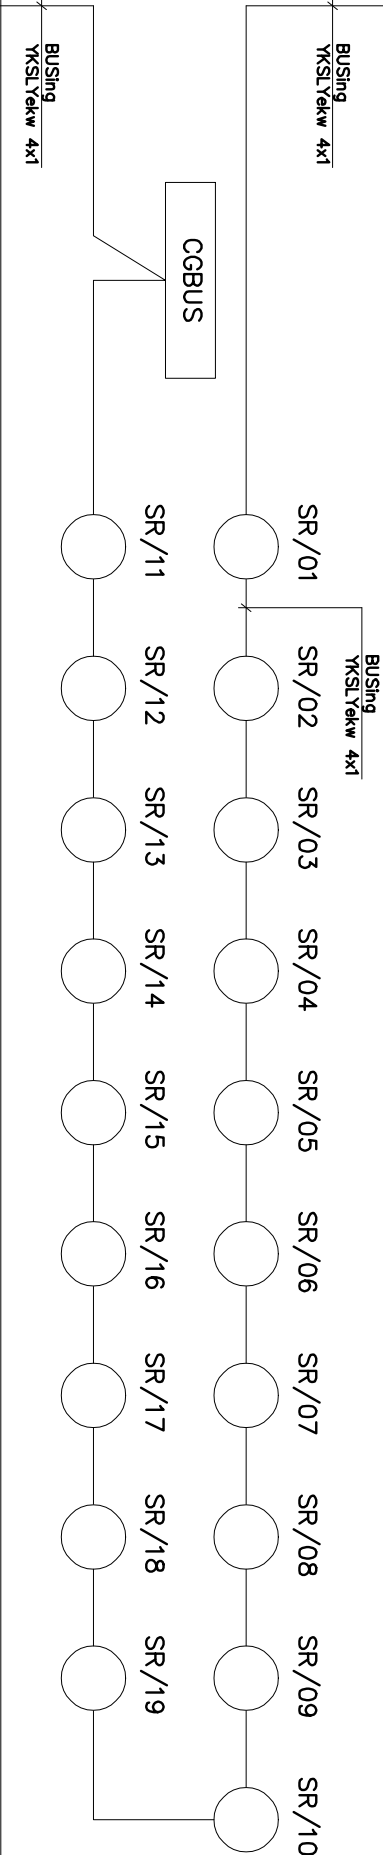 BUSing
YKSLYekw 4x1
BUSing
YKSLYekw 4x1
CGBUS
SR/01
SR/02
SR/03
SR/04
SR/05
SR/06
SR/07
SR/08
SR/09
SR/10
BUSing
YKSLYekw 4x1
SR/11
SR/12
SR/13
SR/14
SR/15
SR/16
SR/17
SR/18
SR/19